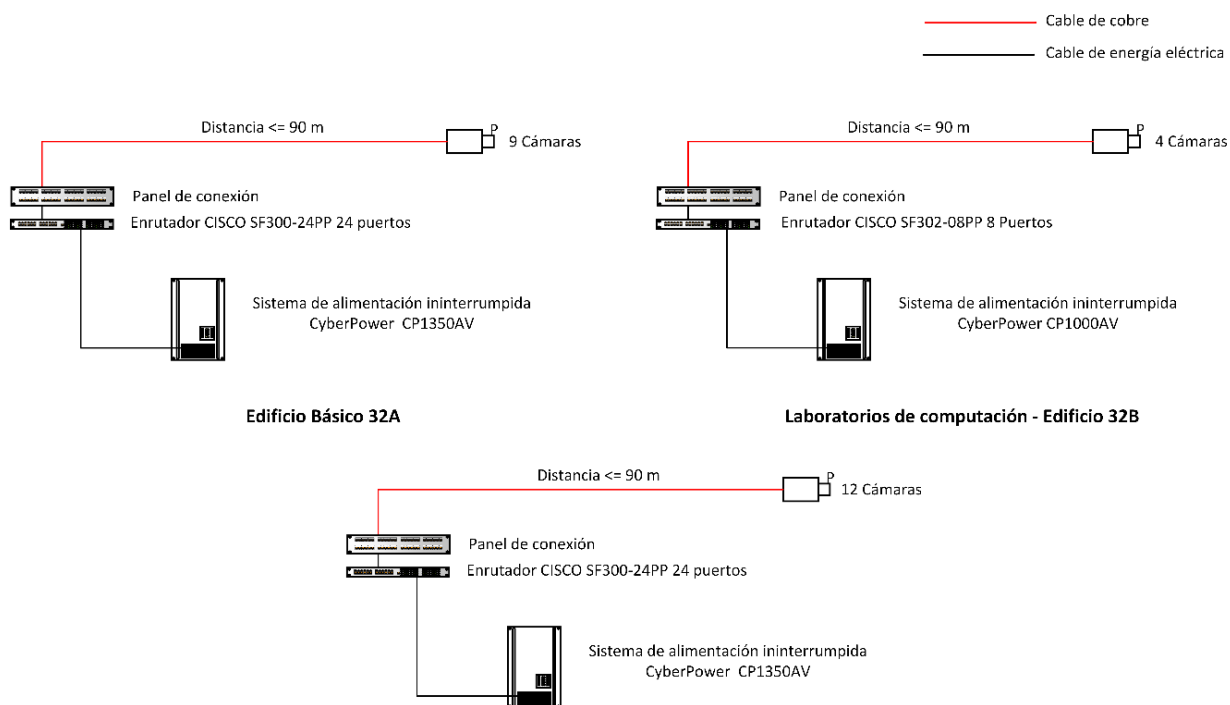 Cable de cobre
Cable de energía eléctrica
Distancia <= 90 m
P
9 Cámaras
Panel de conexión
Enrutador CISCO SF300-24PP 24 puertos
Sistema de alimentación ininterrumpida
CyberPower CP1350AV
Edificio Básico 32A
Distancia <= 90 m
P
4 Cámaras
Panel de conexión
Enrutador CISCO SF302-08PP 8 Puertos
Sistema de alimentación ininterrumpida
CyberPower CP1000AV
Laboratorios de computación - Edificio 32B
Distancia <= 90 m
P
12 Cámaras
Panel de conexión
Enrutador CISCO SF300-24PP 24 puertos
Sistema de alimentación ininterrumpida
CyberPower CP1350AV